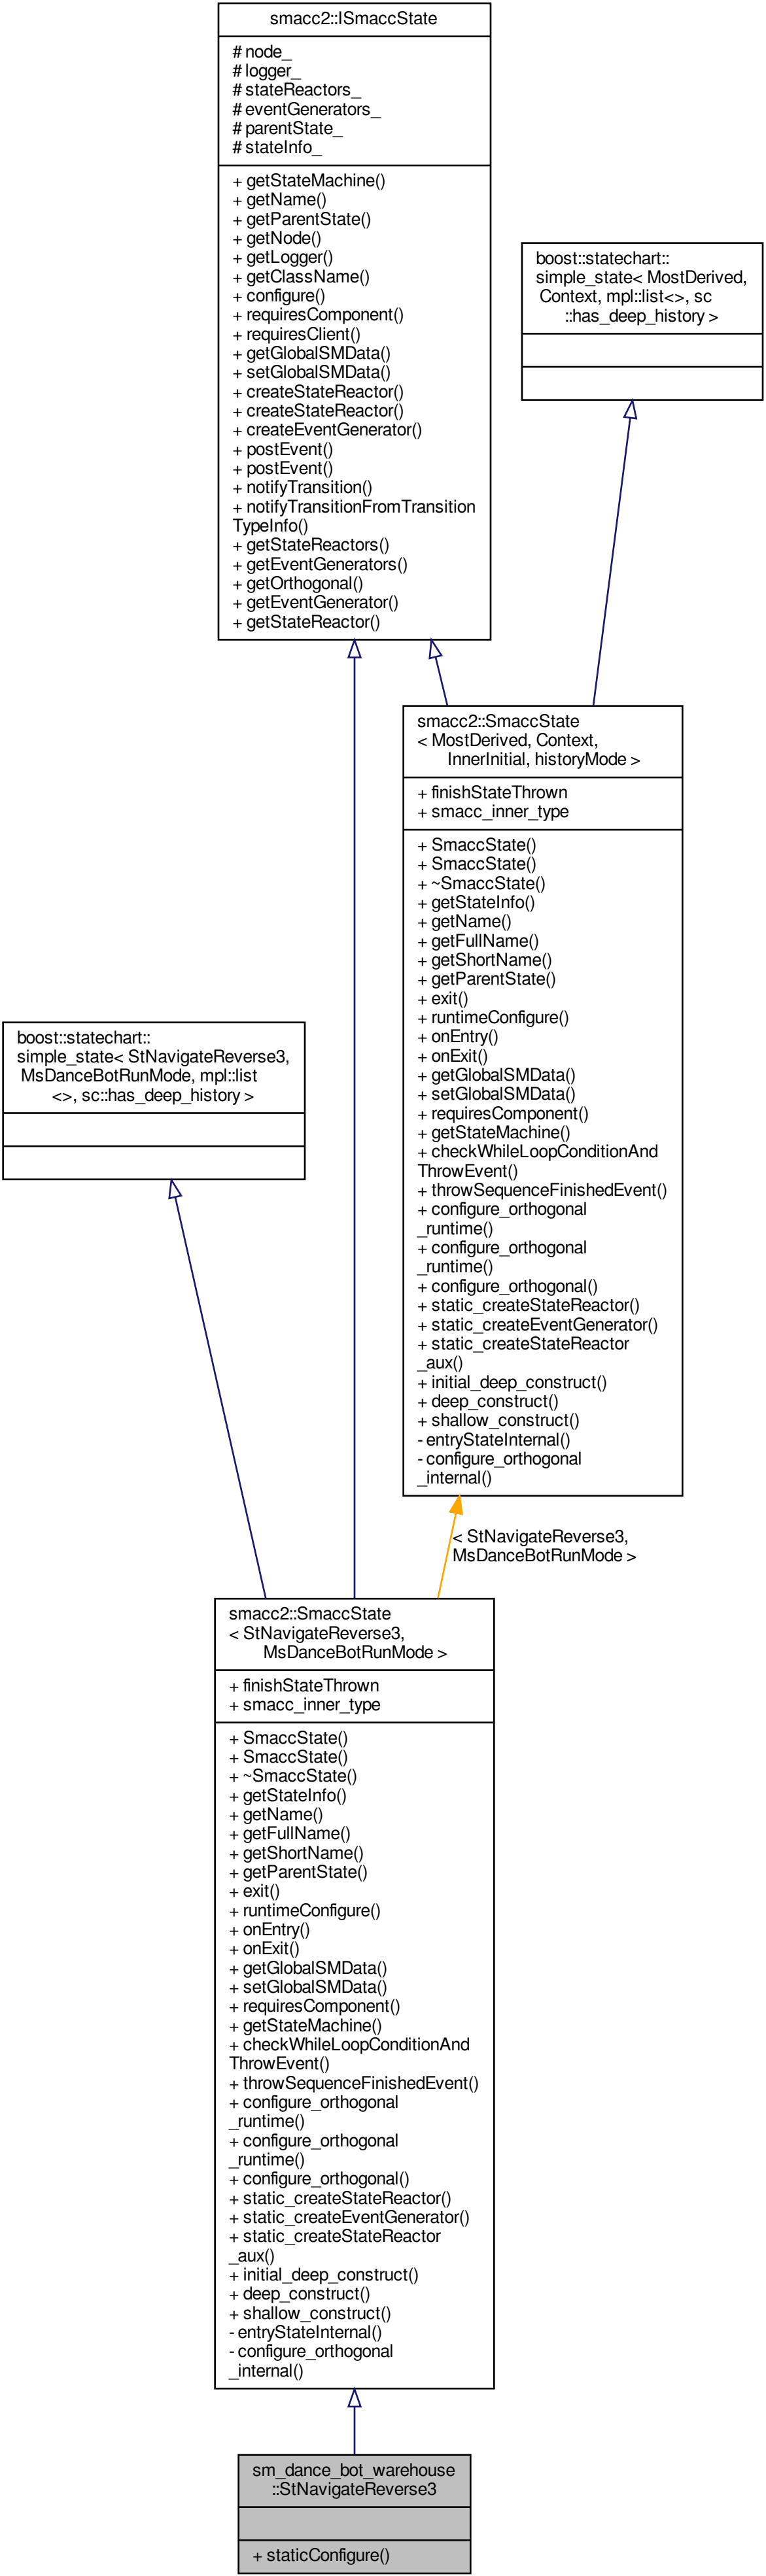 smacc2::ISmaccState
# node_
# logger_
# stateReactors_
# eventGenerators_
# parentState_
# stateInfo_
+ getStateMachine()
+ getName()
+ getParentState()
+ getNode()
+ getLogger()
+ getClassName()
+ configure()
+ requiresComponent()
+ requiresClient()
+ getGlobalSMData()
+ setGlobalSMData()
+ createStateReactor()
+ createStateReactor()
+ createEventGenerator()
+ postEvent()
+ postEvent()
+ notifyTransition()
+ notifyTransitionFromTransition
TypeInfo()
+ getStateReactors()
+ getEventGenerators()
+ getOrthogonal()
+ getEventGenerator()
+ getStateReactor()
boost::statechart::
simple_state< MostDerived,
Context, mpl::list<>, sc
::has_deep_history >
smacc2::SmaccState
< MostDerived, Context,
InnerInitial, historyMode >
+ finishStateThrown
+ smacc_inner_type
+ SmaccState()
+ SmaccState()
+ ~SmaccState()
+ getStateInfo()
+ getName()
+ getFullName()
+ getShortName()
+ getParentState()
+ exit()
+ runtimeConfigure()
+ onEntry()
+ onExit()
+ getGlobalSMData()
+ setGlobalSMData()
+ requiresComponent()
+ getStateMachine()
+ checkWhileLoopConditionAnd
ThrowEvent()
+ throwSequenceFinishedEvent()
+ configure_orthogonal
_runtime()
+ configure_orthogonal
_runtime()
+ configure_orthogonal()
+ static_createStateReactor()
+ static_createEventGenerator()
+ static_createStateReactor
_aux()
+ initial_deep_construct()
+ deep_construct()
+ shallow_construct()
- entryStateInternal()
- configure_orthogonal
_internal()
boost::statechart::
simple_state< StNavigateReverse3,
MsDanceBotRunMode, mpl::list
<>, sc::has_deep_history >
< StNavigateReverse3,
MsDanceBotRunMode >
smacc2::SmaccState
< StNavigateReverse3,
MsDanceBotRunMode >
+ finishStateThrown
+ smacc_inner_type
+ SmaccState()
+ SmaccState()
+ ~SmaccState()
+ getStateInfo()
+ getName()
+ getFullName()
+ getShortName()
+ getParentState()
+ exit()
+ runtimeConfigure()
+ onEntry()
+ onExit()
+ getGlobalSMData()
+ setGlobalSMData()
+ requiresComponent()
+ getStateMachine()
+ checkWhileLoopConditionAnd
ThrowEvent()
+ throwSequenceFinishedEvent()
+ configure_orthogonal
_runtime()
+ configure_orthogonal
_runtime()
+ configure_orthogonal()
+ static_createStateReactor()
+ static_createEventGenerator()
+ static_createStateReactor
_aux()
+ initial_deep_construct()
+ deep_construct()
+ shallow_construct()
- entryStateInternal()
- configure_orthogonal
_internal()
sm_dance_bot_warehouse
::StNavigateReverse3
+ staticConfigure()